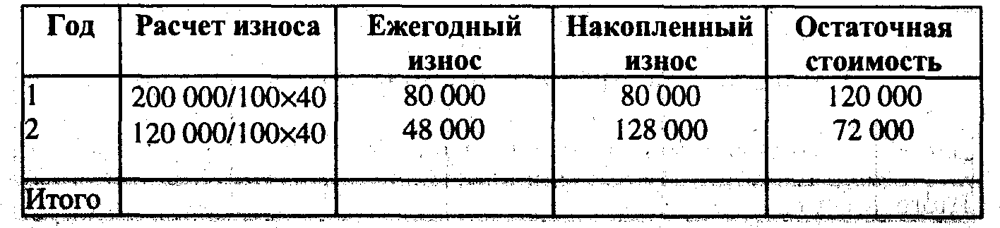 Год Расчет износа Ежегодный износ Накопленный износ Остаточная стоимость
1 200 000/100×40 80 000 80 000 120 000
2 120 000/100×40 48 000 128 000 72 000
Итого